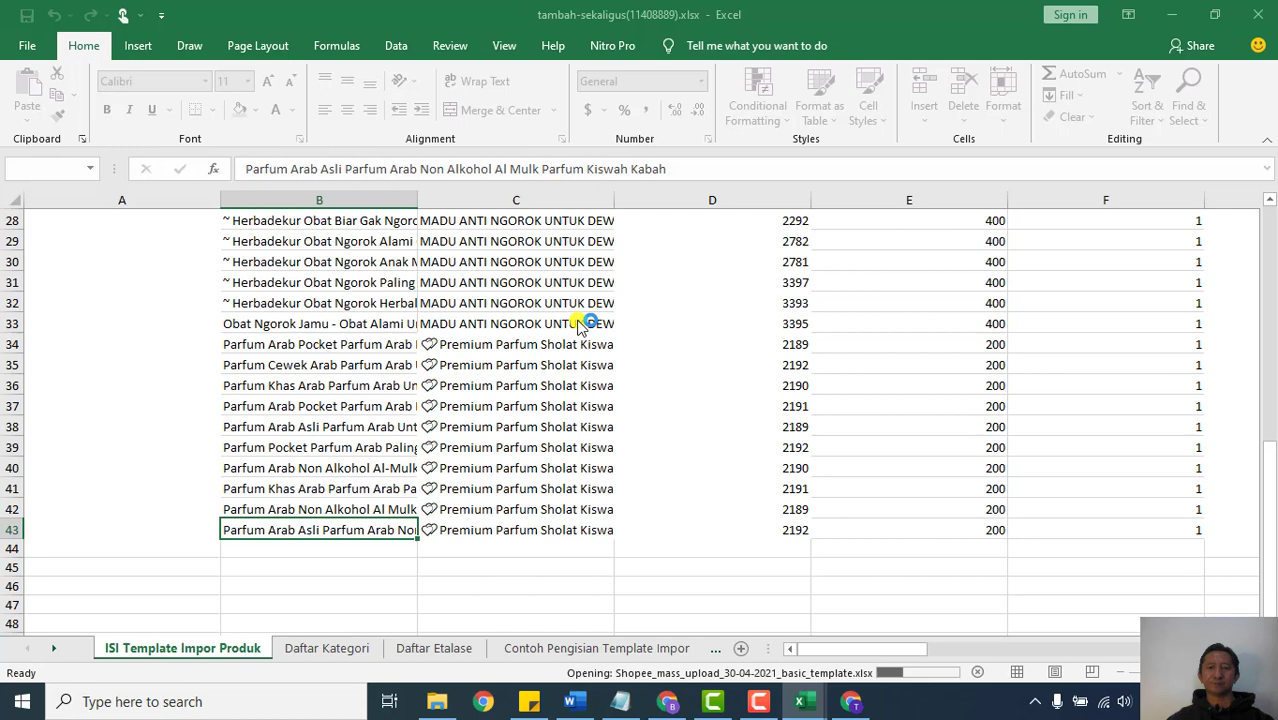 tambah-sekaligus(11408889).xlsx - Excel
Sign in
File Home Insert Draw Page Layout Formulas Data Review View Help Nitro Pro Tell me what you want to do Share
Paste
Calibri 11
B I U
A A
Wrap Text
Merge & Center
General
$ % ,
Conditional Formatting
Format as Table
Cell Styles
Insert
Delete
Format
AutoSum
Fill
Clear
Sort & Filter
Find & Select
Clipboard Font Alignment Number Styles Cells Editing
fx Parfum Arab Asli Parfum Arab Non Alkohol Al Mulk Parfum Kiswah Kabah
A B C D E F
28 ~ Herbadekur Obat Biar Gak Ngoro MADU ANTI NGOROK UNTUK DEW 2292 400 1
29 ~ Herbadekur Obat Ngorok Alami MADU ANTI NGOROK UNTUK DEW 2782 400 1
30 ~ Herbadekur Obat Ngorok Anak M MADU ANTI NGOROK UNTUK DEW 2781 400 1
31 ~ Herbadekur Obat Ngorok Paling MADU ANTI NGOROK UNTUK DEW 3397 400 1
32 ~ Herbadekur Obat Ngorok Herbal MADU ANTI NGOROK UNTUK DEW 3393 400 1
33 Obat Ngorok Jamu - Obat Alami Un MADU ANTI NGOROK UNTUK DEW 3395 400 1
34 Parfum Arab Pocket Parfum Arab Premium Parfum Sholat Kiswa 2189 200 1
35 Parfum Cewek Arab Parfum Arab Premium Parfum Sholat Kiswa 2192 200 1
36 Parfum Khas Arab Parfum Arab Un Premium Parfum Sholat Kiswa 2190 200 1
37 Parfum Arab Pocket Parfum Arab Premium Parfum Sholat Kiswa 2191 200 1
38 Parfum Arab Asli Parfum Arab Unt Premium Parfum Sholat Kiswa 2189 200 1
39 Parfum Pocket Parfum Arab Paling Premium Parfum Sholat Kiswa 2192 200 1
40 Parfum Arab Non Alkohol Al-Mulk Premium Parfum Sholat Kiswa 2190 200 1
41 Parfum Khas Arab Parfum Arab Pa Premium Parfum Sholat Kiswa 2191 200 1
42 Parfum Arab Non Alkohol Al Mulk Premium Parfum Sholat Kiswa 2189 200 1
43 Parfum Arab Asli Parfum Arab Non Premium Parfum Sholat Kiswa 2192 200 1
44
45
46
47
48
ISI Template Impor Produk Daftar Kategori Daftar Etalase Contoh Pengisian Template Impor ...
Ready Opening: Shopee_mass_upload_30-04-2021_basic_template.xlsx
Type here to search